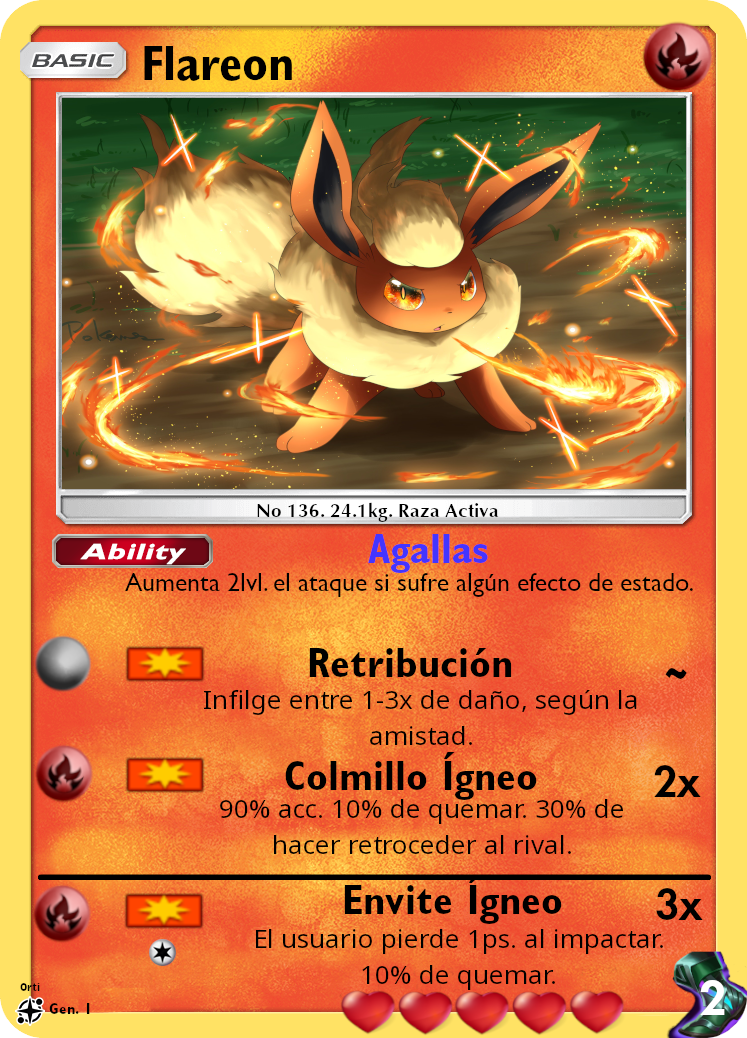 BASIC
Flareon
No 136. 24.1kg. Raza Activa
Ability
Agallas
Aumenta 2lvl. el ataque si sufre algún efecto de estado.
Retribución ~
Infilge entre 1-3x de daño, según la
amistad.
Colmillo Ígneo 2x
90% acc. 10% de quemar. 30% de
hacer retroceder al rival.
Envite Ígneo 3x
El usuario pierde 1ps. al impactar.
10% de quemar.
Orti
Gen. I
2